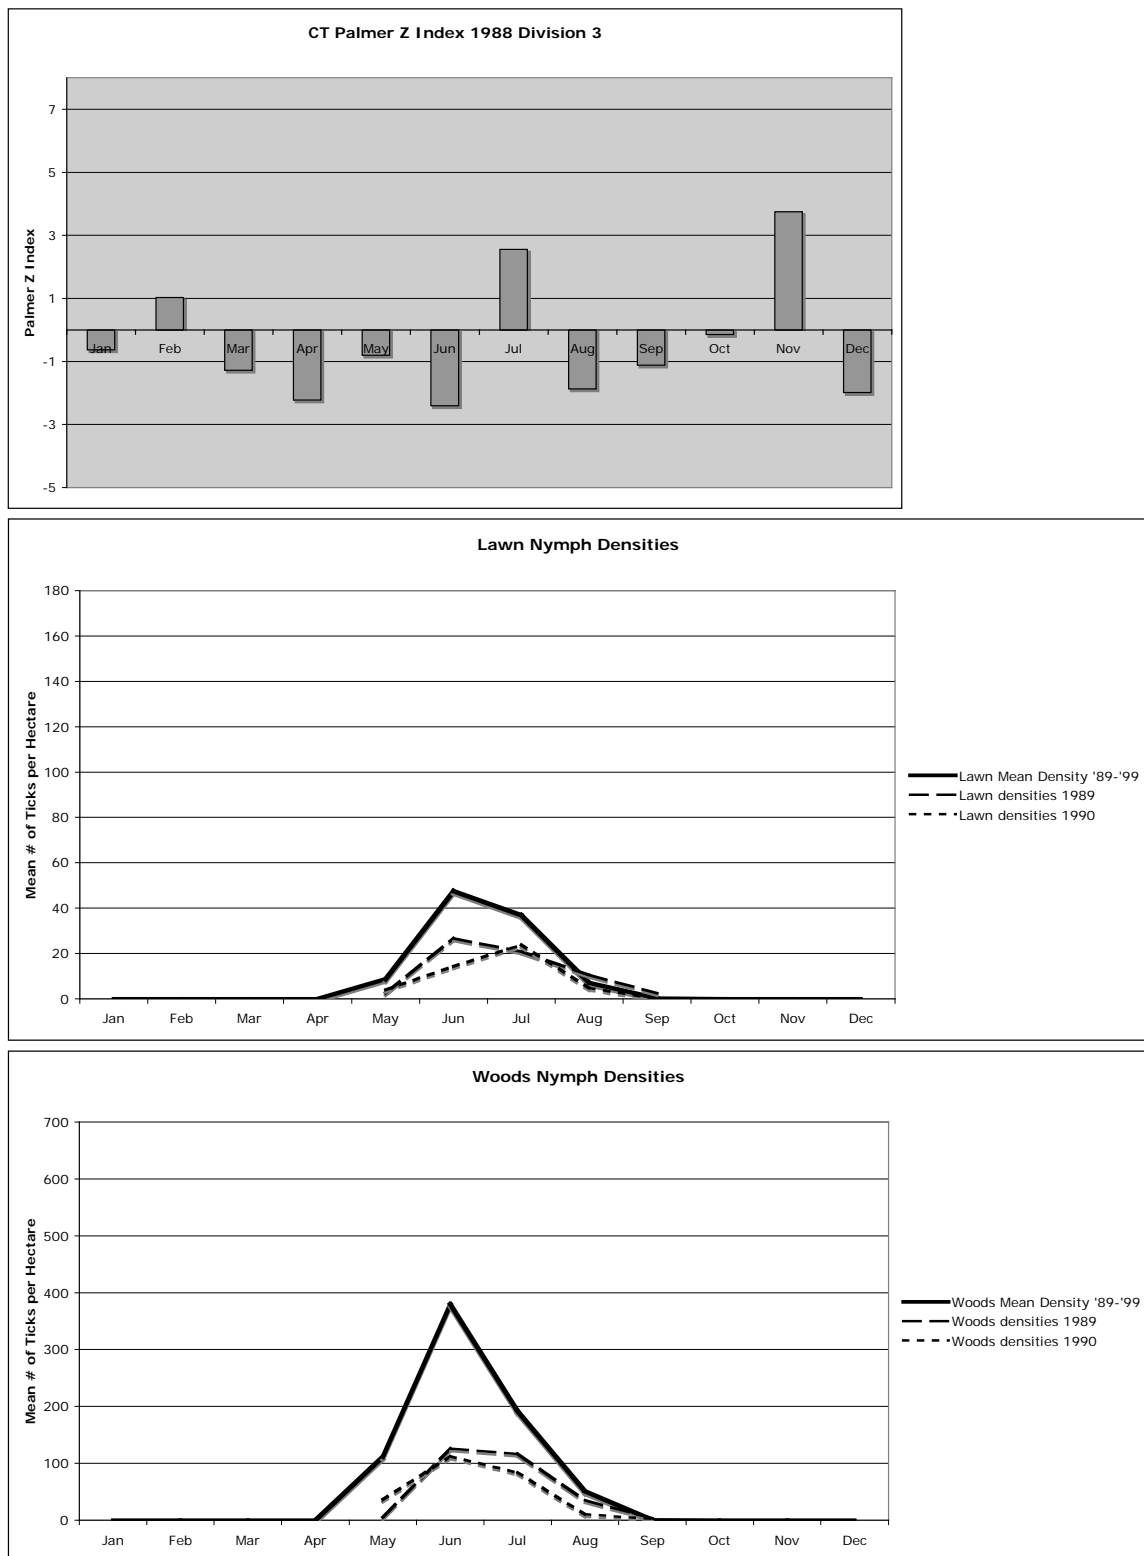 CT Palmer Z Index 1988 Division 3
Palmer Z Index
7
5
3
1
-1
-3
-5
Jan Feb Mar Apr May Jun Jul Aug Sep Oct Nov Dec
Lawn Nymph Densities
Mean # of Ticks per Hectare
180
160
140
120
100
80
60
40
20
0
Jan Feb Mar Apr May Jun Jul Aug Sep Oct Nov Dec
Lawn Mean Density '89-'99
Lawn densities 1989
Lawn densities 1990
Woods Nymph Densities
Mean # of Ticks per Hectare
700
600
500
400
300
200
100
0
Jan Feb Mar Apr May Jun Jul Aug Sep Oct Nov Dec
Woods Mean Density '89-'99
Woods densities 1989
Woods densities 1990